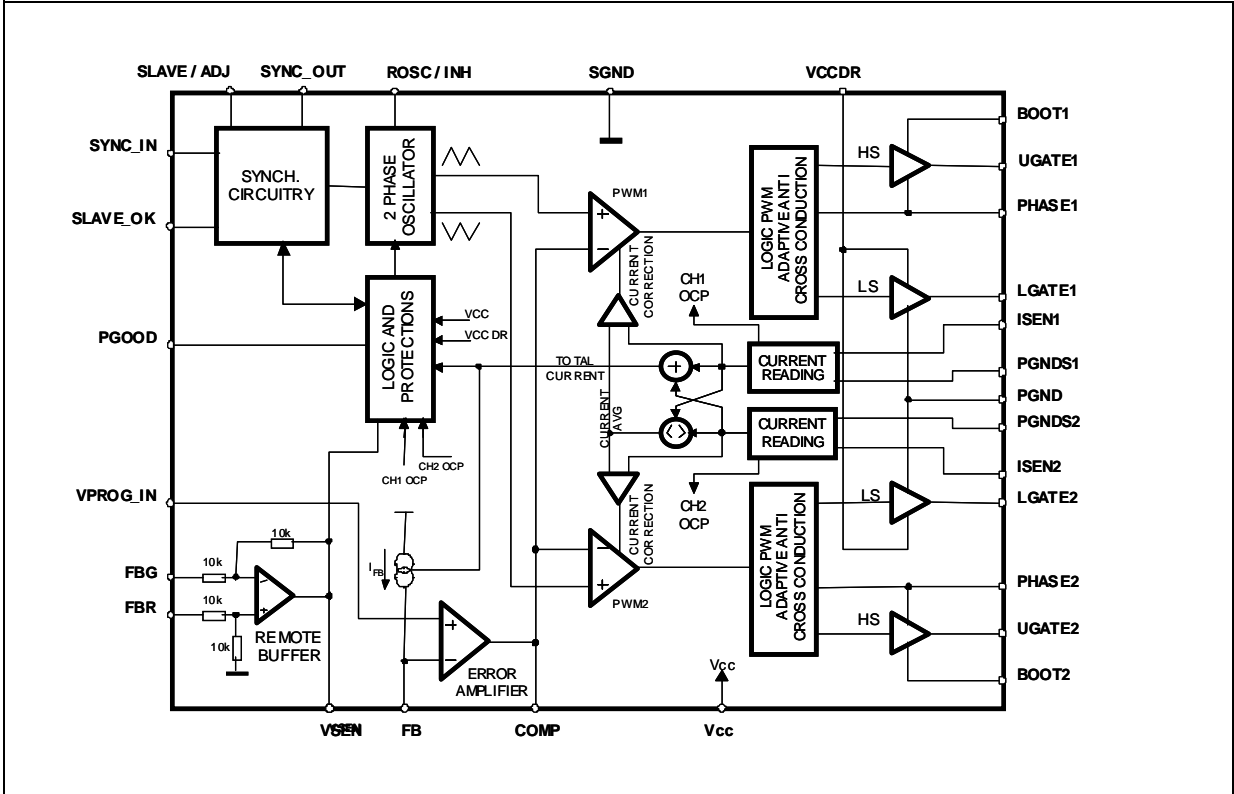 SLAVE / ADJ
SYNC_OUT
ROSC / INH
SGND
VCCDR
SYNC_IN
SLAVE_OK
PGOOD
VPROG_IN
FBG
FBR
SYNCH.
CIRCUITRY
2 PHASE
OSCILLATOR
LOGIC AND
PROTECTIONS
VCC
VCC DR
CH2 OCP
CH1 OCP
TO TAL
CURRENT
10k
10k
10k
10k
-
+
REMOTE
BUFFER
IFB
+
−
ERROR
AMPLIFIER
PWM1
+
−
CURRENT
CORRECTION
CH1
OCP
+
< >
CURRENT
AVG
CH2
OCP
CURRENT
CORRECTION
−
+
PWM2
LOGIC PWM
ADAPTIVE ANTI
CROSS CONDUCTION
CURRENT
READING
CURRENT
READING
LOGIC PWM
ADAPTIVE ANTI
CROSS CONDUCTION
HS
LS
LS
HS
Vcc
BOOT1
UGATE1
PHASE1
LGATE1
ISEN1
PGNDS1
PGND
PGNDS2
ISEN2
LGATE2
PHASE2
UGATE2
BOOT2
VSEN
FB
COMP
Vcc